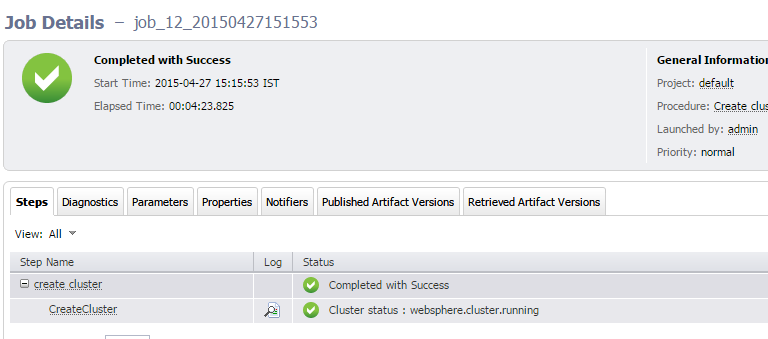 Job Details – job_12_20150427151553
Completed with Success
Start Time: 2015-04-27 15:15:53 IST
Elapsed Time: 00:04:23.825
General Information
Project: default
Procedure: Create clus
Launched by: admin
Priority: normal
Steps Diagnostics Parameters Properties Notifiers Published Artifact Versions Retrieved Artifact Versions
View: All
Step Name Log Status
create cluster Completed with Success
CreateCluster Cluster status : websphere.cluster.running